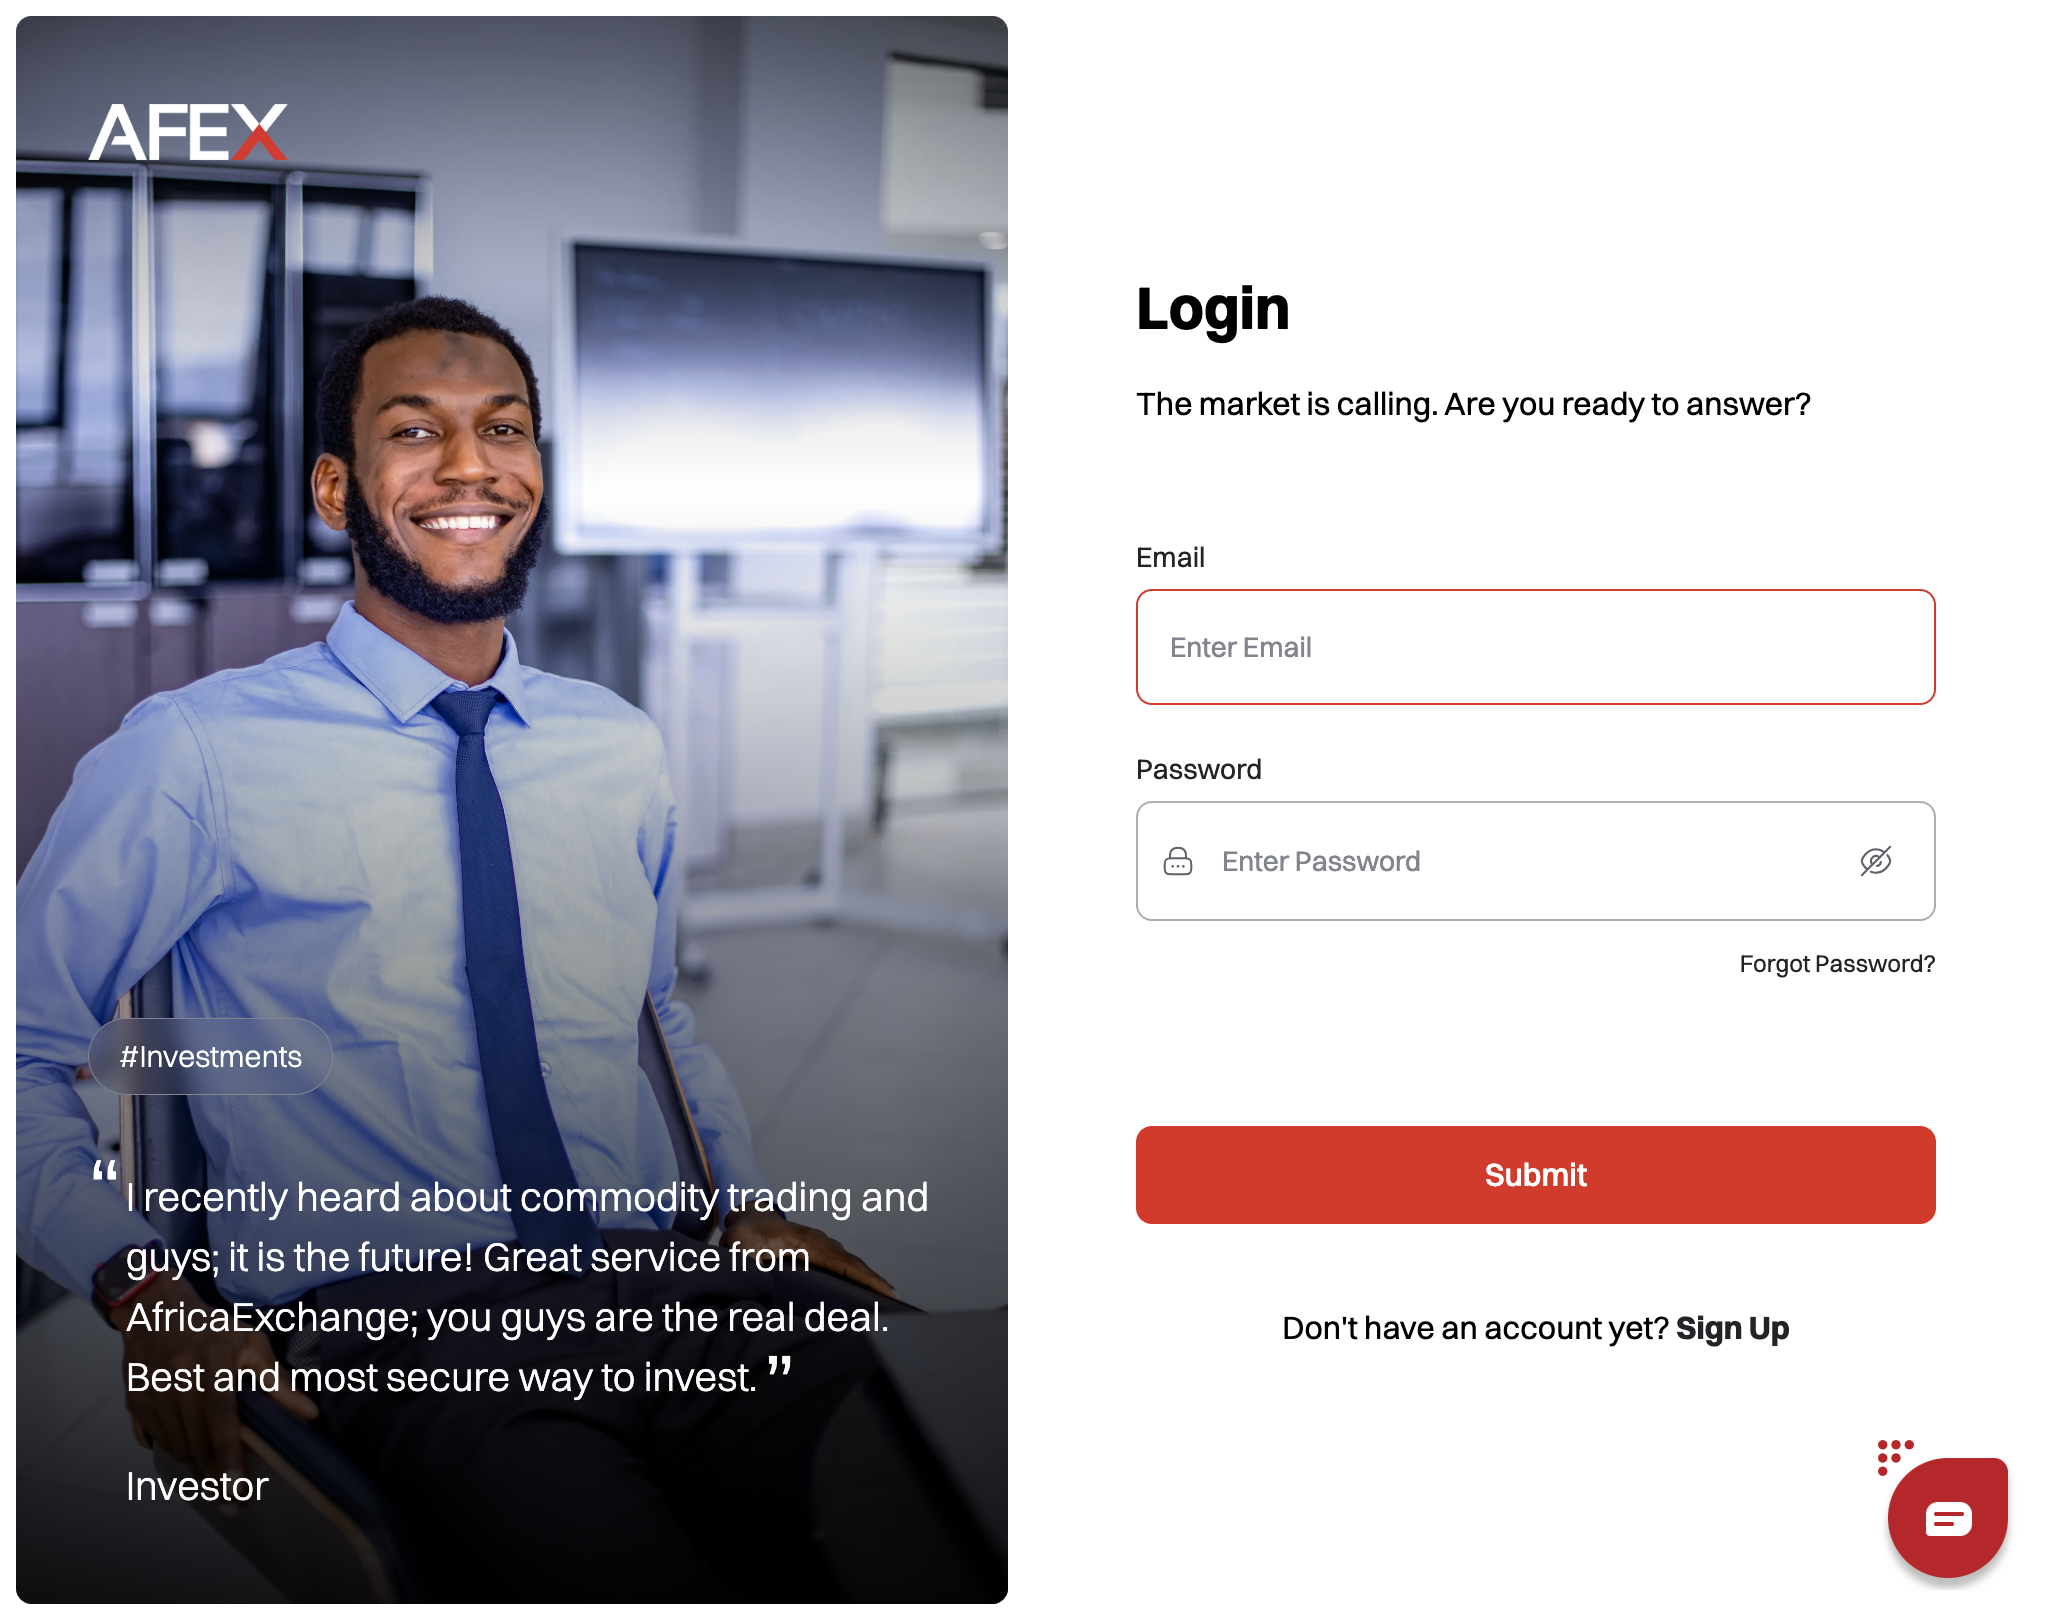 AFEX
#Investments
“I recently heard about commodity trading and
guys; it is the future! Great service from
AfricaExchange; you guys are the real deal.
Best and most secure way to invest.”
Investor
Login
The market is calling. Are you ready to answer?
Email
Enter Email
Password
Enter Password
Forgot Password?
Submit
Don't have an account yet? Sign Up